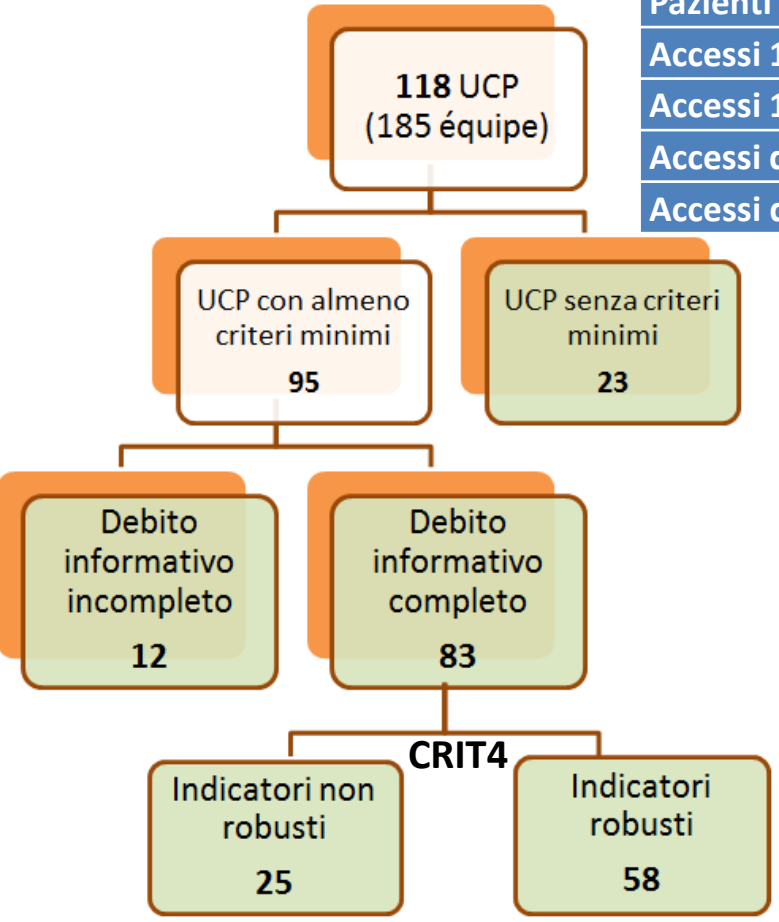 Pazienti
Accessi 1
Accessi 1
Accessi
Accessi
118 UCP
(185 équipe)
UCP con almeno
criteri minimi
95
UCP senza criteri
minimi
23
Debito
informativo
incompleto
12
Debito
informativo
completo
83
CRIT4
Indicatori non
robusti
25
Indicatori
robusti
58